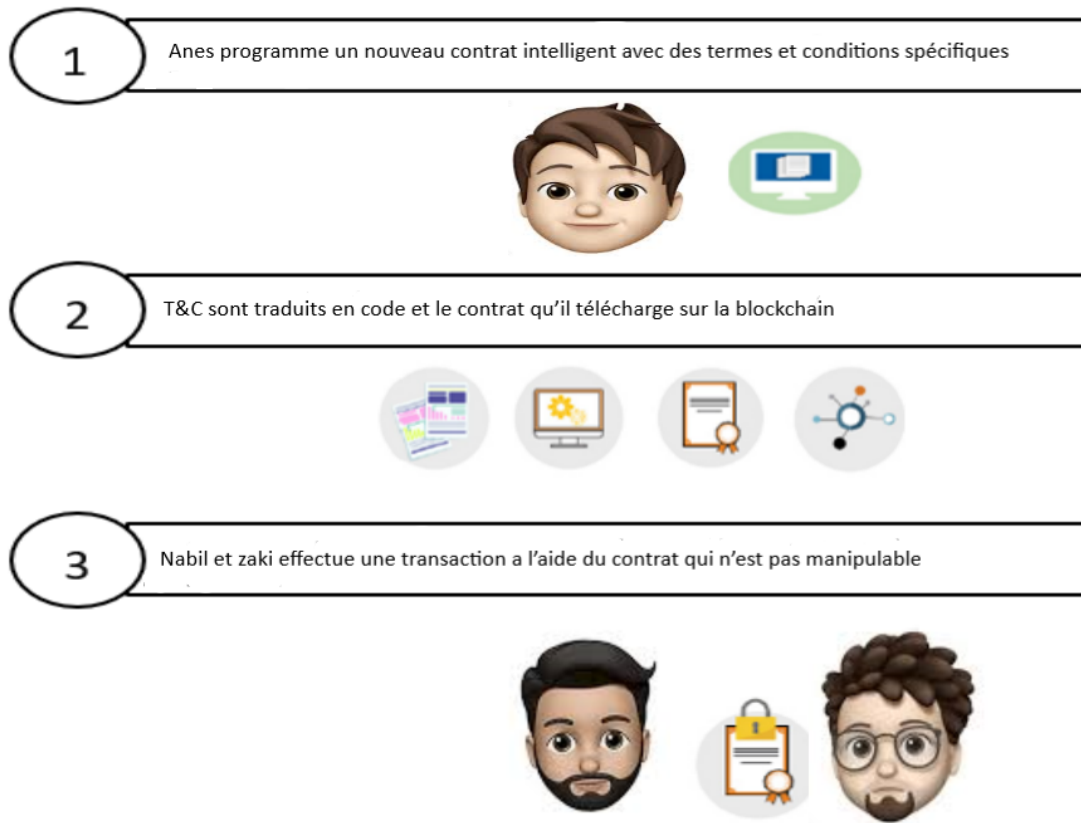 1
Anes programme un nouveau contrat intelligent avec des termes et conditions spécifiques
2
T&C sont traduits en code et le contrat qu'il télécharge sur la blockchain
3
Nabil et zaki effectue une transaction a l'aide du contrat qui n'est pas manipulable